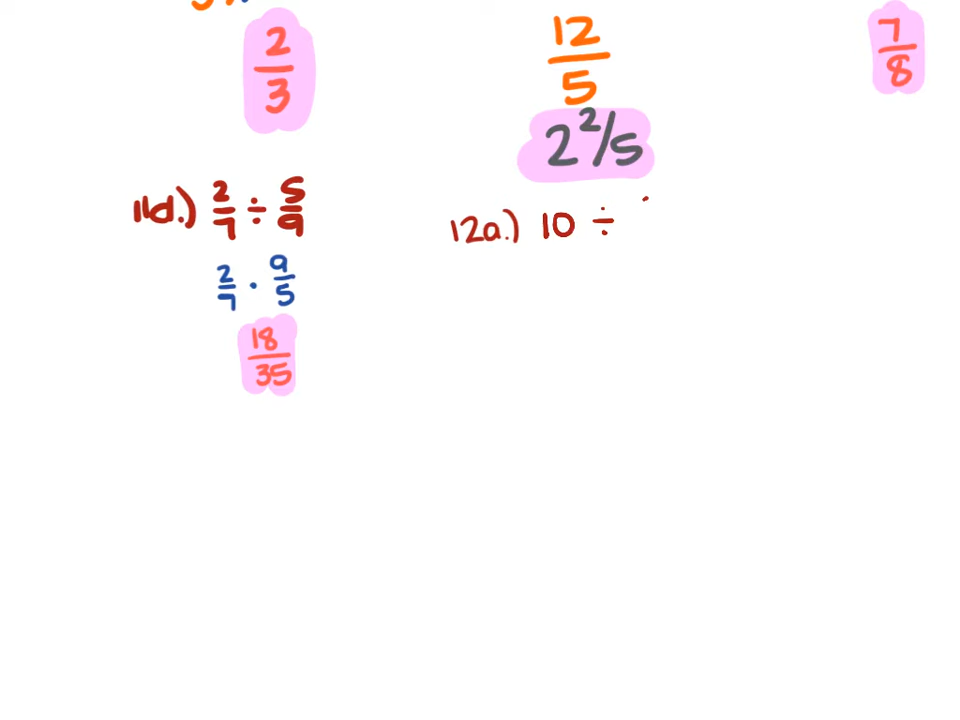 2/3
12/5
2 2/5
7/8
11d.) 2/7 ÷ 5/9
2/7 · 9/5
18/35
12a.) 10 ÷